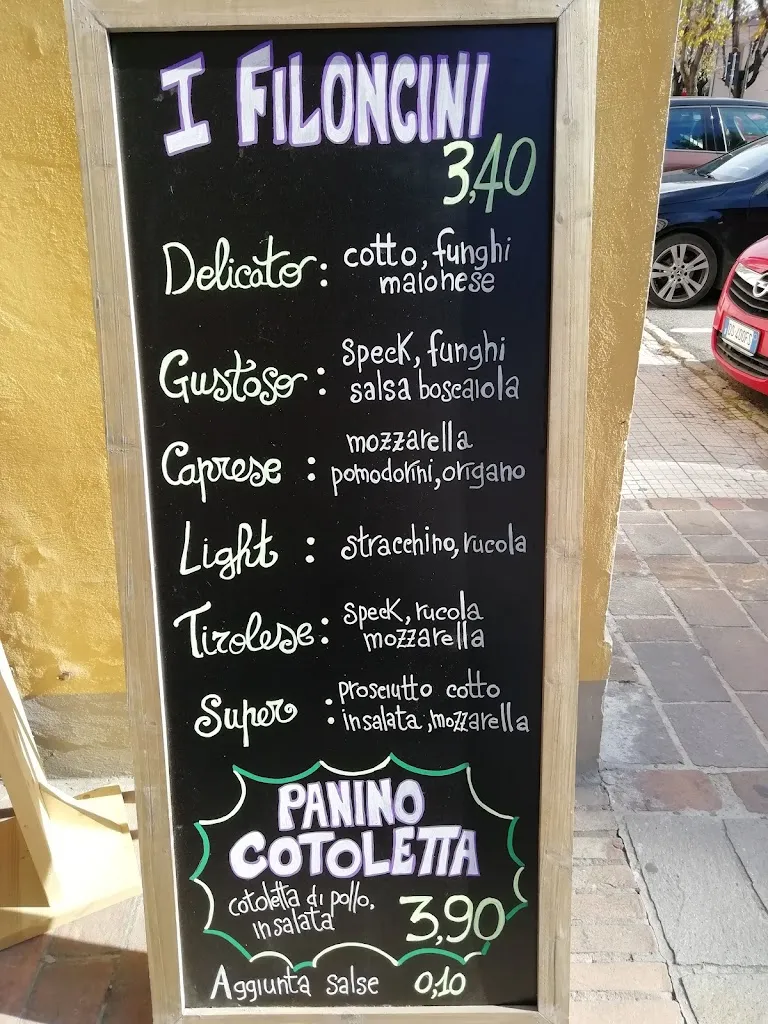 I FILONCINI
3,40
Delicato: cotto, funghi
maionese
Gustoso: speck, funghi
salsa boscaiola
Caprese: mozzarella
pomodorini, origano
Light: stracchino, rucola
Tirolese: speck, rucola
mozzarella
Super: prosciutto cotto
insalata, mozzarella
PANINO
COTOLETTA
cotoletta di pollo,
insalata
3,90
Aggiunta salse 0,10